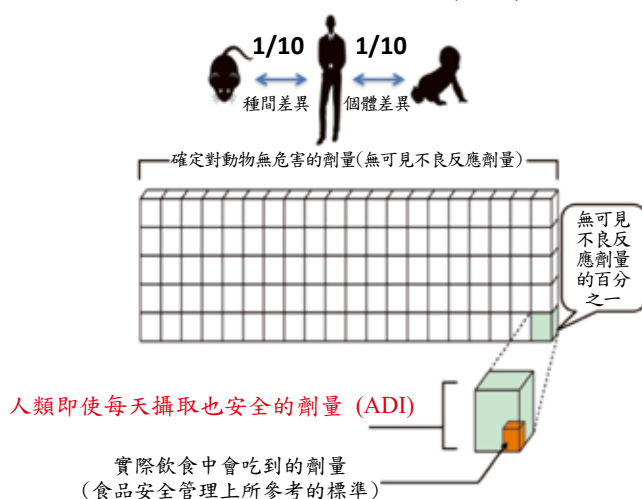 1/10 1/10
種間差異 個體差異
確定對動物無危害的劑量(無可見不良反應劑量)
無可見
不良反
應劑量
的百分
之一
人類即使每天攝取也安全的劑量 (ADI)
實際飲食中會吃到的劑量
(食品安全管理上所參考的標準)